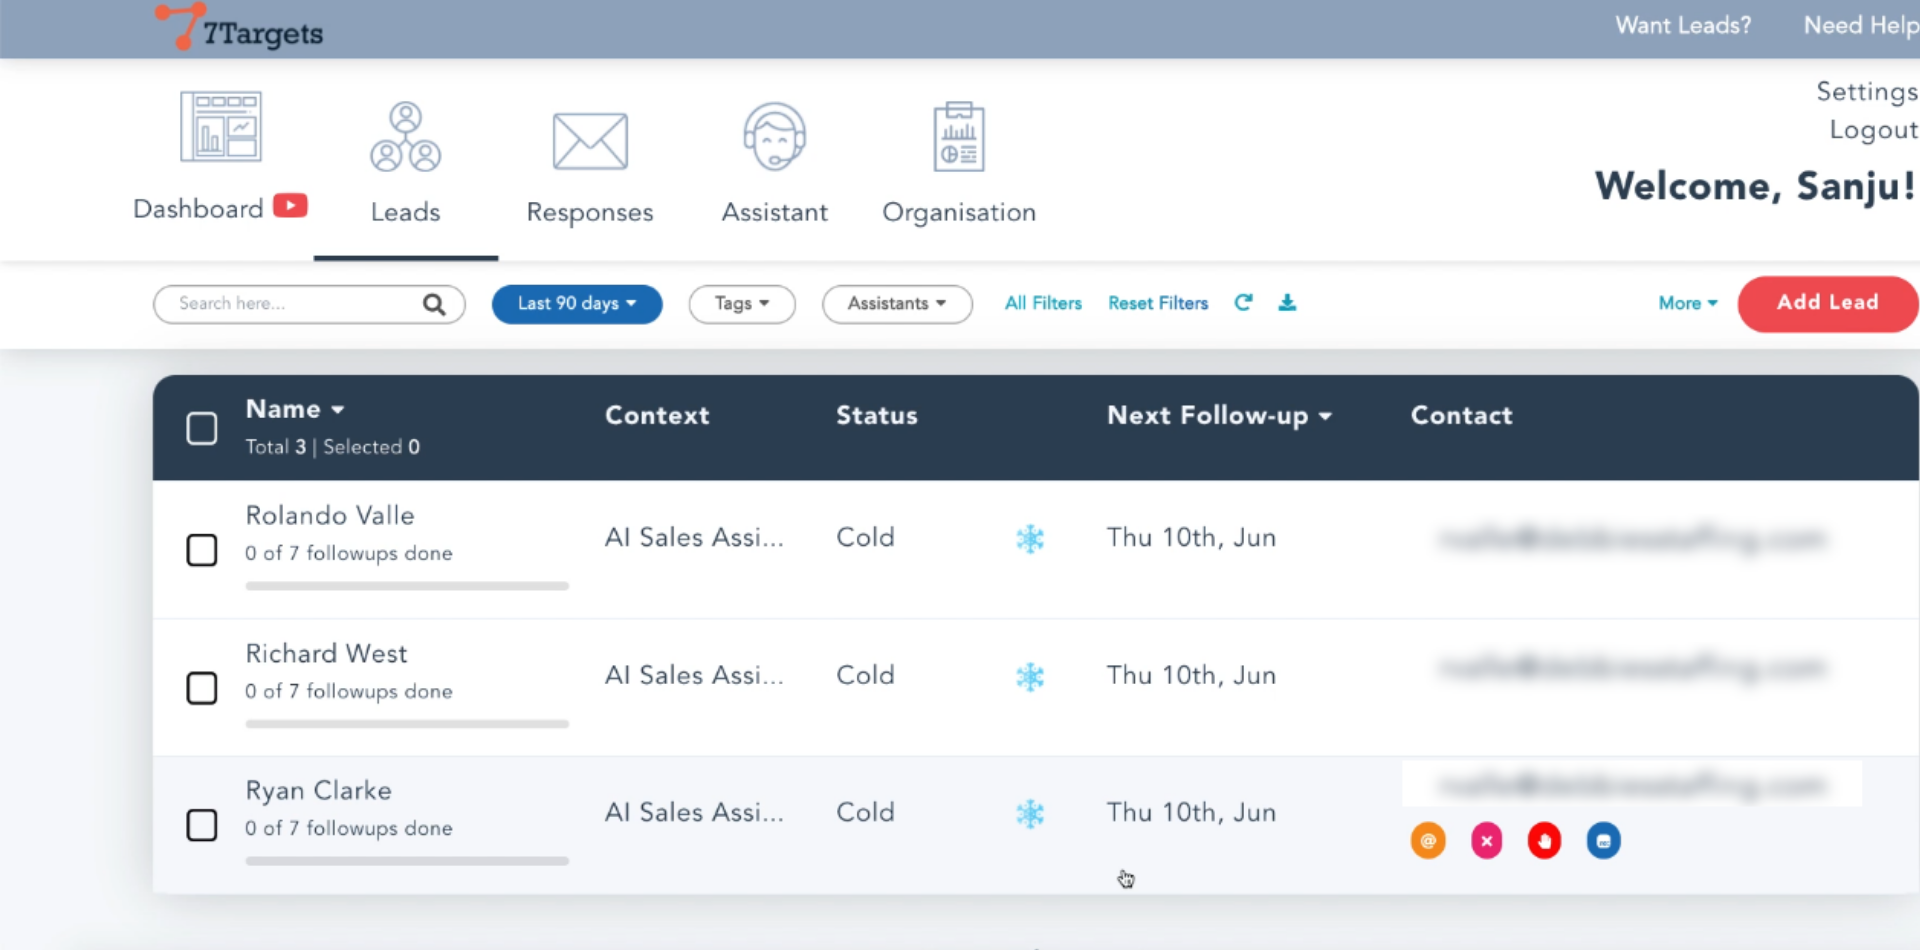 7Targets
Want Leads? Need Help
Settings
Logout
Welcome, Sanju!
Dashboard Leads Responses Assistant Organisation
Search here... Last 90 days Tags Assistants All Filters Reset Filters More Add Lead
Name Context Status Next Follow-up Contact
Total 3 | Selected 0
Rolando Valle
0 of 7 followups done
AI Sales Assi... Cold Thu 10th, Jun
Richard West
0 of 7 followups done
AI Sales Assi... Cold Thu 10th, Jun
Ryan Clarke
0 of 7 followups done
AI Sales Assi... Cold Thu 10th, Jun